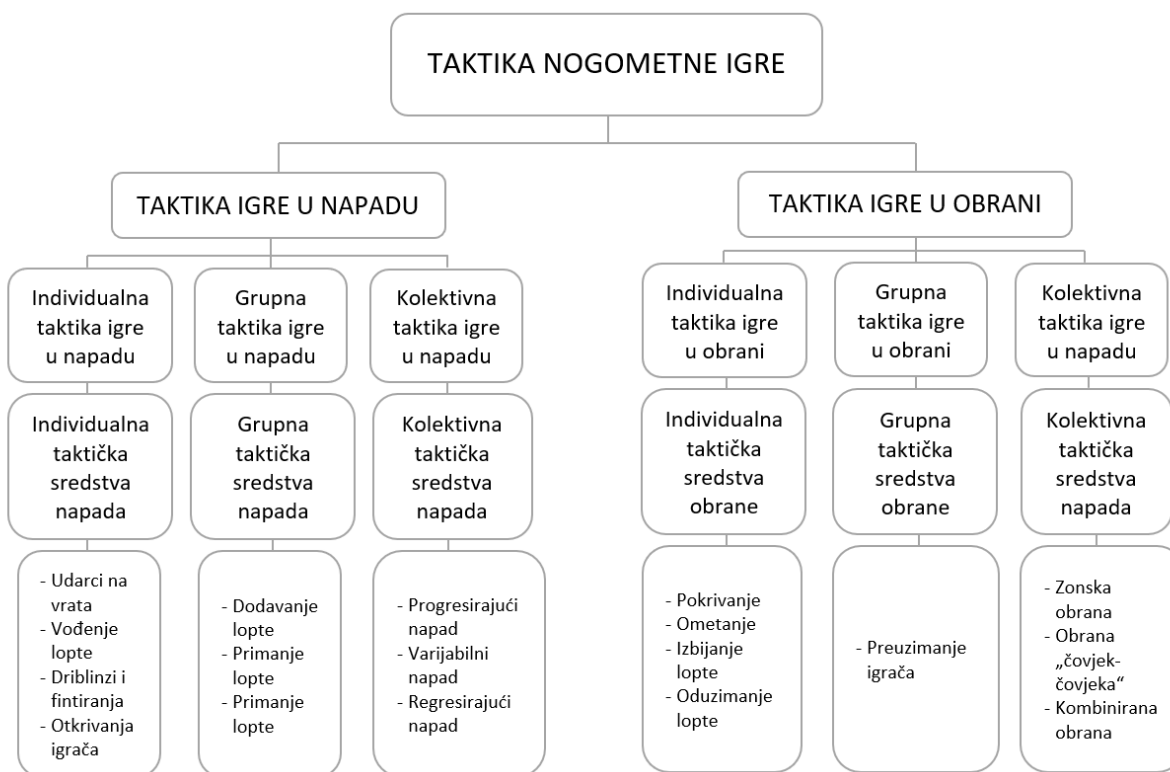 TAKTIKA NOGOMETNE IGRE
TAKTIKA IGRE U NAPADU
TAKTIKA IGRE U OBRANI
Individualna
taktika igre
u napadu
Grupna
taktika igre
u napadu
Kolektivna
taktika igre
u napadu
Individualna
taktika igre
u obrani
Grupna
taktika igre
u obrani
Kolektivna
taktika igre
u napadu
Individualna
taktička
sredstva
napada
Grupna
taktička
sredstva
napada
Kolektivna
taktička
sredstva
napada
Individualna
taktička
sredstva
obrane
Grupna
taktička
sredstva
obrane
Kolektivna
taktička
sredstva
napada
- Udarci na
vrata
- Vođenje
lopte
- Driblinzi i
fintiranja
- Otkrivanja
igrača
- Dodavanje
lopte
- Primanje
lopte
- Primanje
lopte
- Progresirajući
napad
- Varijabilni
napad
- Regresirajući
napad
- Pokrivanje
- Ometanje
- Izbijanje
lopte
- Oduzimanje
lopte
- Preuzimanje
igrača
- Zonska
obrana
- Obrana
„čovjek-
čovjeka“
- Kombinirana
obrana